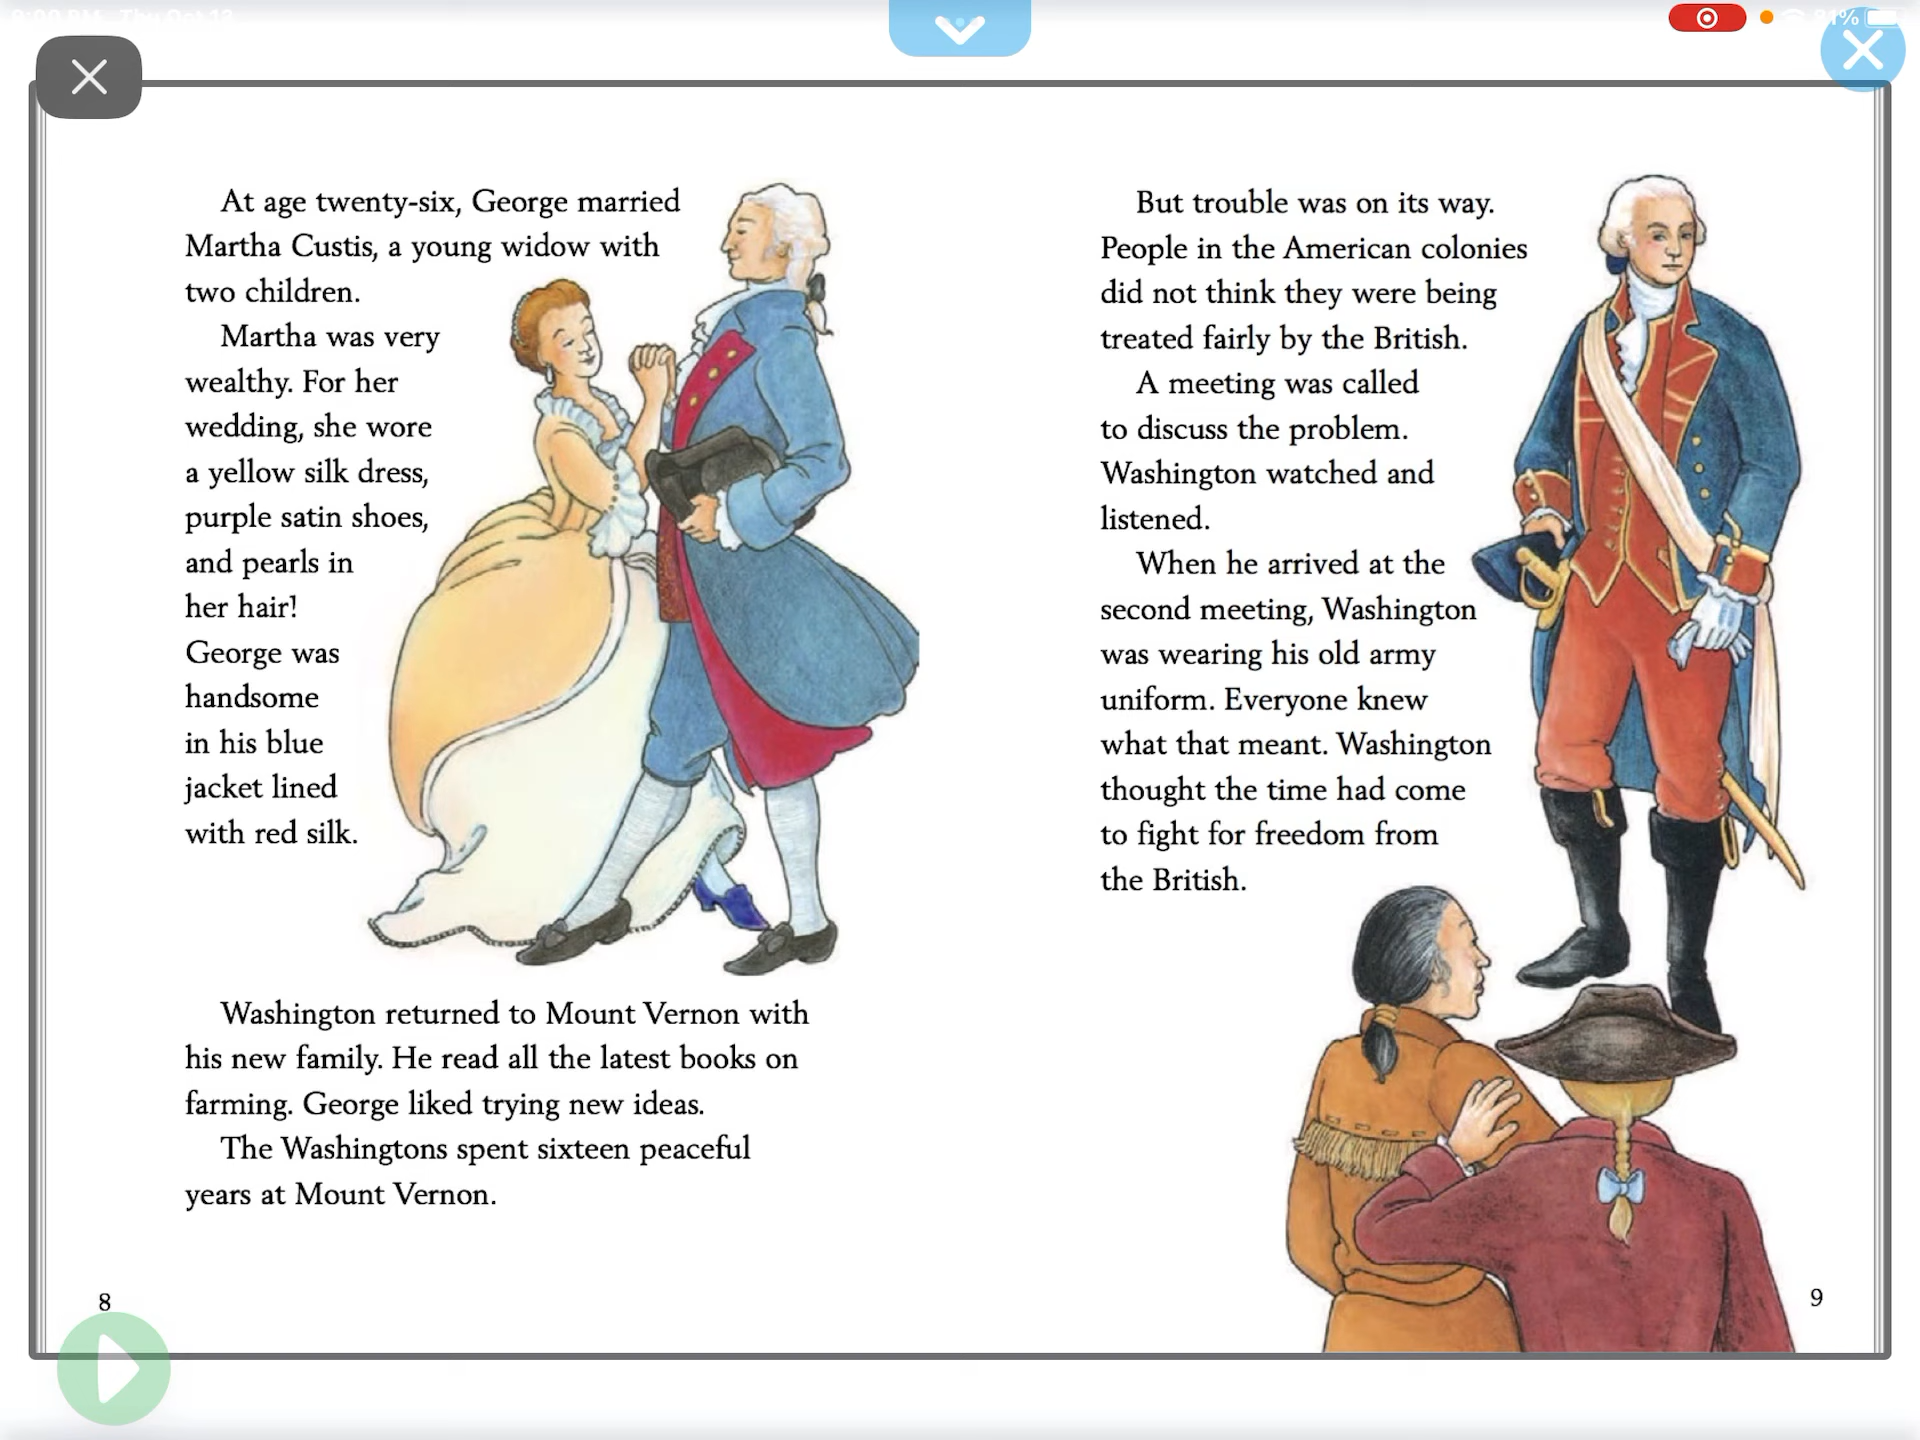 At age twenty-six, George married
Martha Custis, a young widow with
two children.
Martha was very
wealthy. For her
wedding, she wore
a yellow silk dress,
purple satin shoes,
and pearls in
her hair!
George was
handsome
in his blue
jacket lined
with red silk.
Washington returned to Mount Vernon with
his new family. He read all the latest books on
farming. George liked trying new ideas.
The Washingtons spent sixteen peaceful
years at Mount Vernon.
8
But trouble was on its way.
People in the American colonies
did not think they were being
treated fairly by the British.
A meeting was called
to discuss the problem.
Washington watched and
listened.
When he arrived at the
second meeting, Washington
was wearing his old army
uniform. Everyone knew
what that meant. Washington
thought the time had come
to fight for freedom from
the British.
9